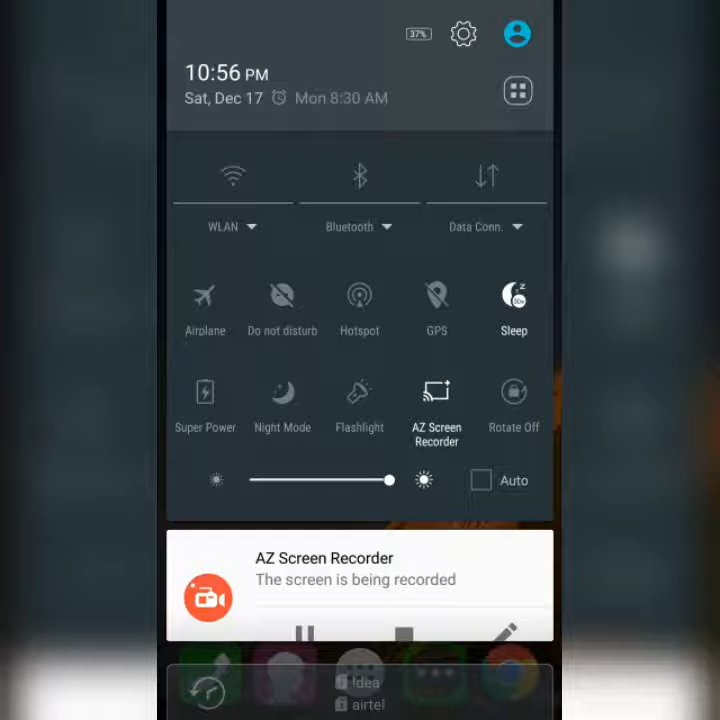 37%
10:56 PM
Sat, Dec 17 Mon 8:30 AM
WLAN Bluetooth Data Conn.
Airplane Do not disturb Hotspot GPS Sleep
Super Power Night Mode Flashlight AZ Screen Recorder Rotate Off
Auto
AZ Screen Recorder
The screen is being recorded
Idea
airtel